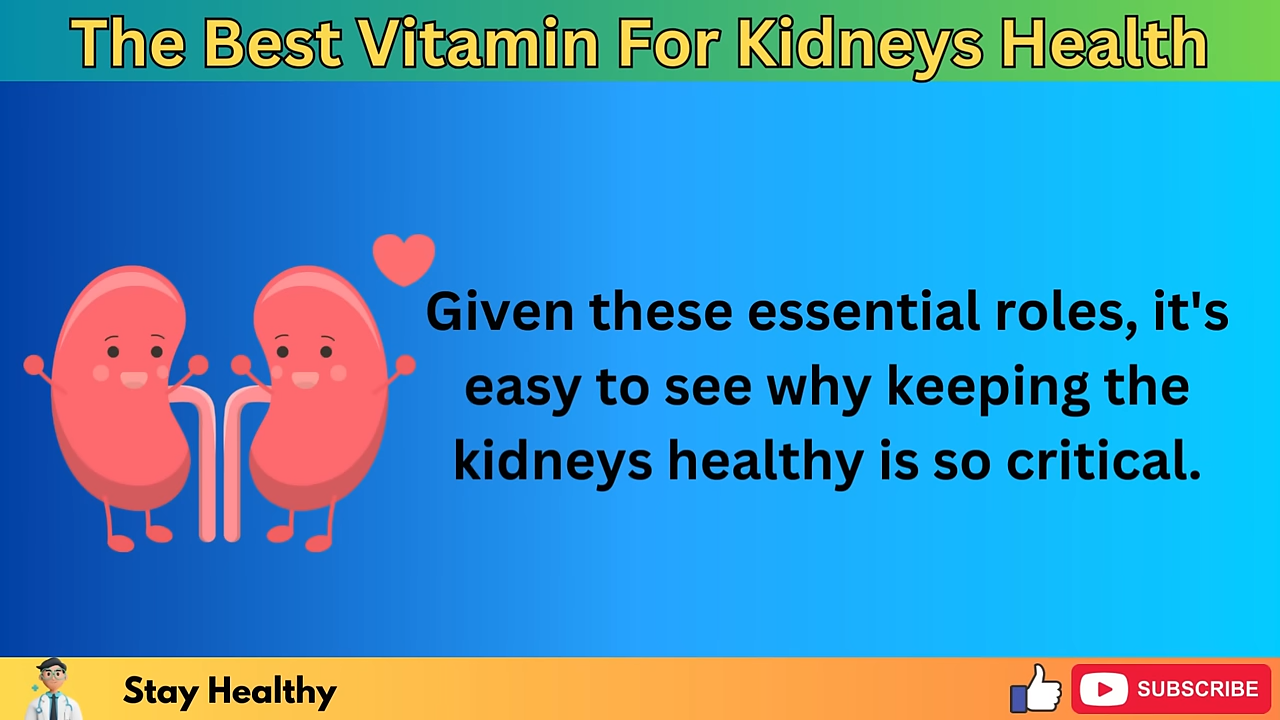 The Best Vitamin For Kidneys Health
Given these essential roles, it's
easy to see why keeping the
kidneys healthy is so critical.
Stay Healthy
SUBSCRIBE